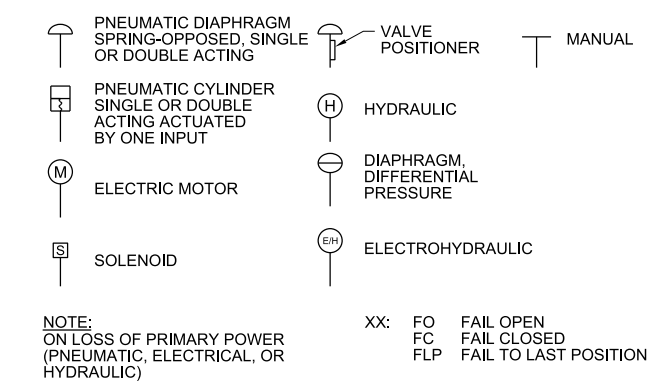 PNEUMATIC DIAPHRAGM
SPRING-OPPOSED, SINGLE
OR DOUBLE ACTING
VALVE
POSITIONER
MANUAL
PNEUMATIC CYLINDER
SINGLE OR DOUBLE
ACTING ACTUATED
BY ONE INPUT
H
HYDRAULIC
M
ELECTRIC MOTOR
DIAPHRAGM,
DIFFERENTIAL
PRESSURE
S
SOLENOID
E/H
ELECTROHYDRAULIC
NOTE:
ON LOSS OF PRIMARY POWER
(PNEUMATIC, ELECTRICAL, OR
HYDRAULIC)
XX: FO FAIL OPEN
FC FAIL CLOSED
FLP FAIL TO LAST POSITION